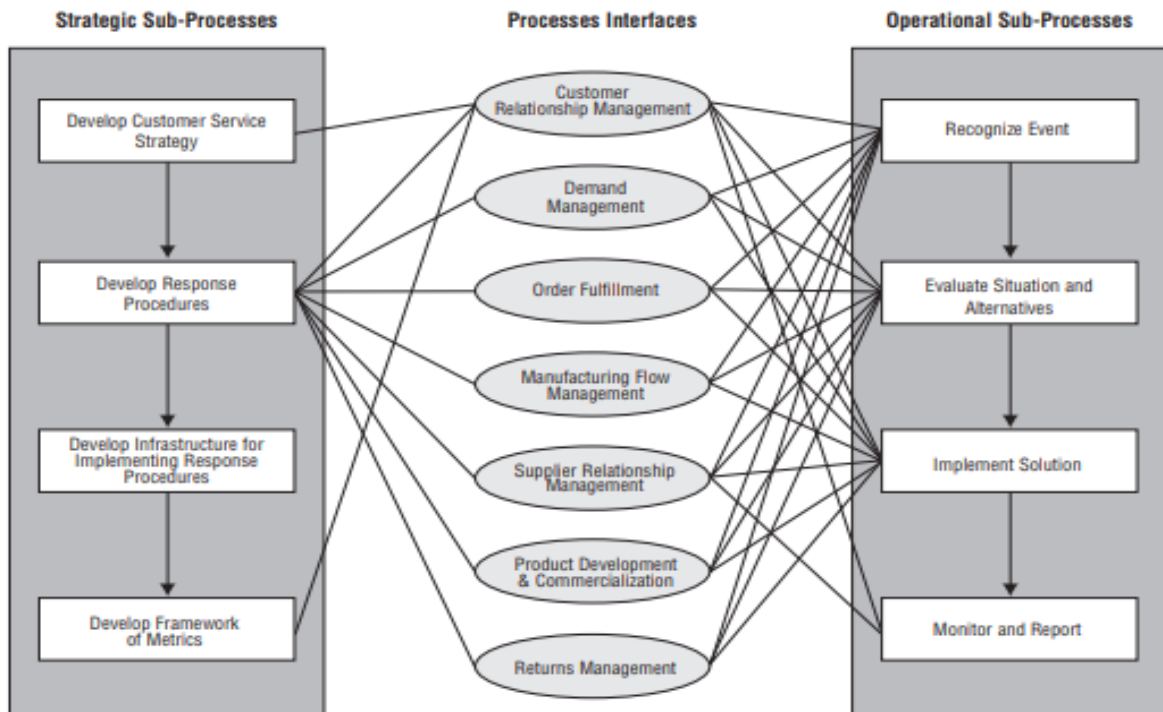 Strategic Sub-Processes
Processes Interfaces
Operational Sub-Processes
Develop Customer Service
Strategy
Develop Response
Procedures
Develop Infrastructure for
Implementing Response
Procedures
Develop Framework
of Metrics
Customer
Relationship Management
Demand
Management
Order Fulfillment
Manufacturing Flow
Management
Supplier Relationship
Management
Product Development
& Commercialization
Returns Management
Recognize Event
Evaluate Situation and
Alternatives
Implement Solution
Monitor and Report